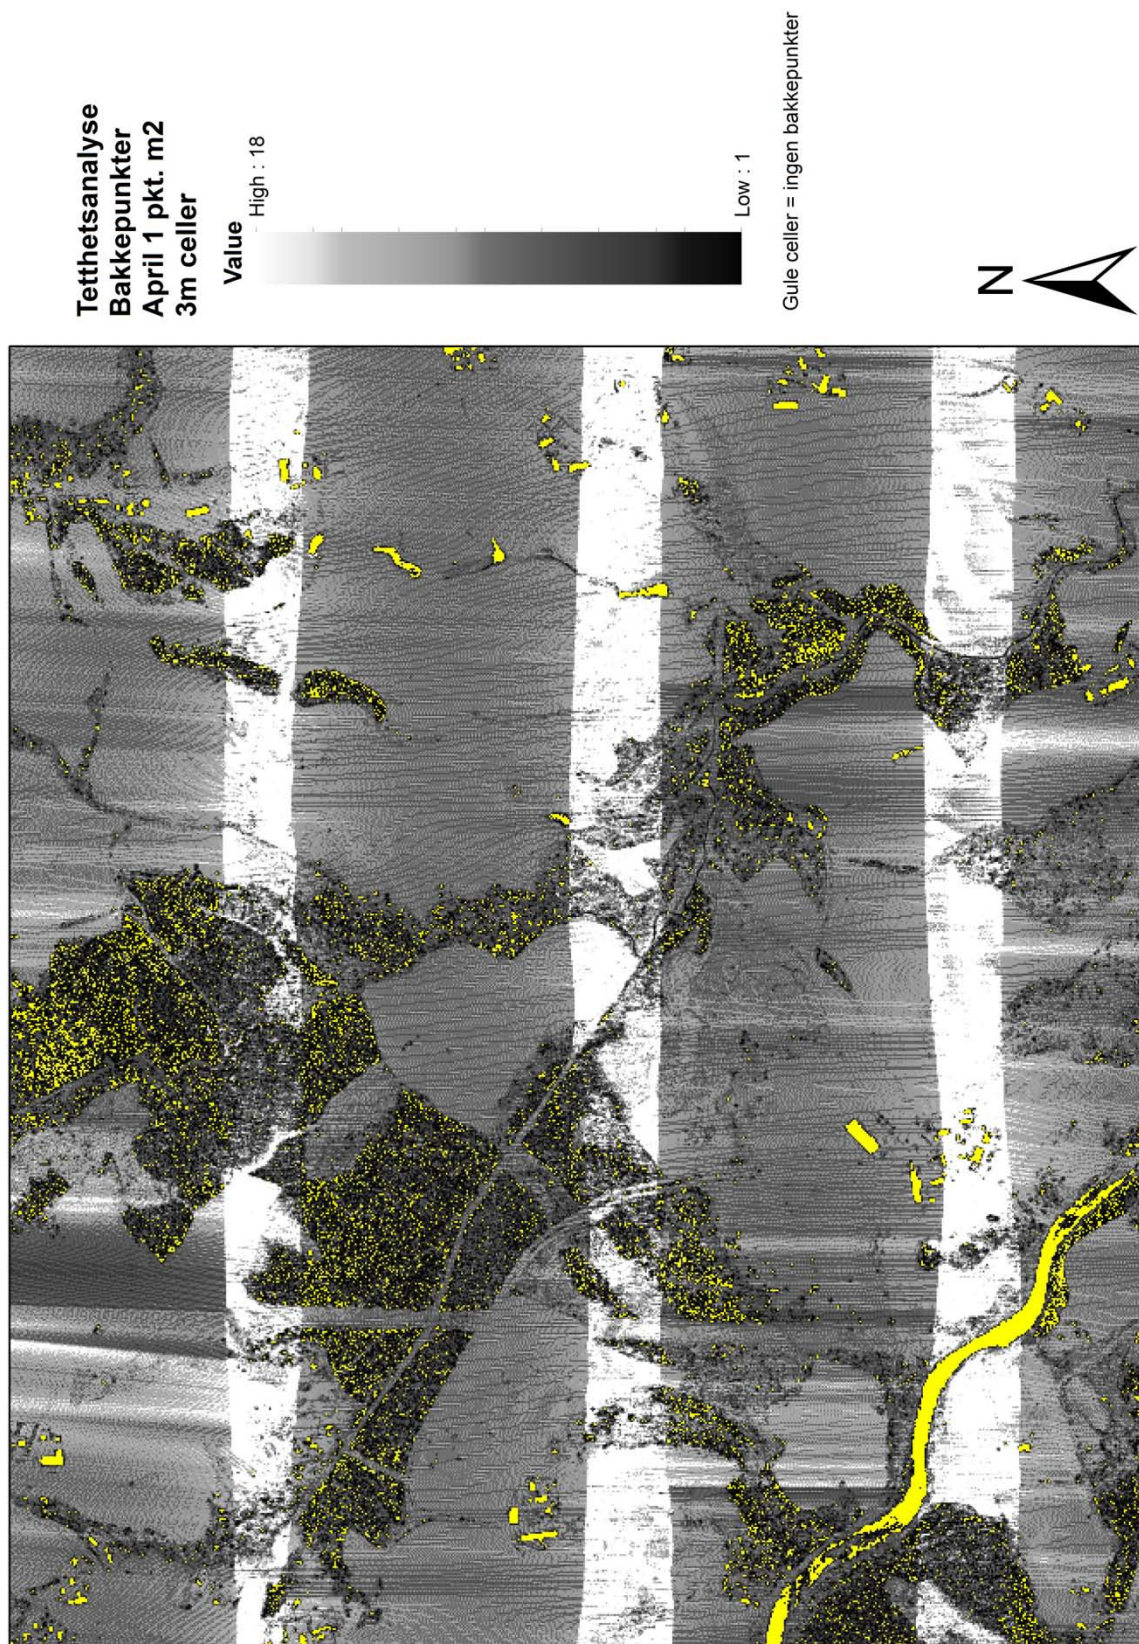 Tetthetsanalyse
Bakkepunkter
April 1 pkt. m2
3m celler
Value
High : 18
Low : 1
Gule celler = ingen bakkepunkter
N